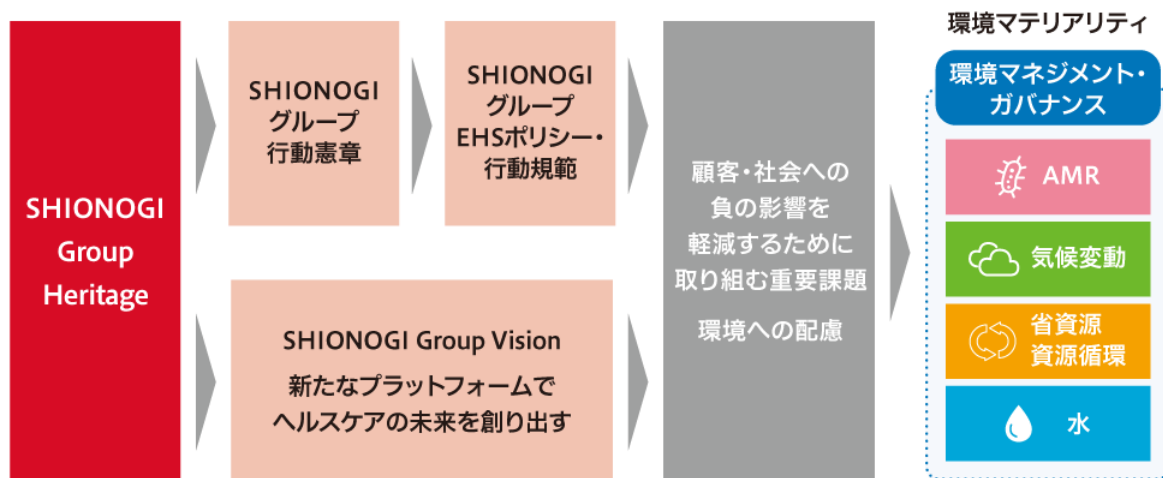 SHIONOGI
Group
Heritage
SHIONOGI
グループ
行動憲章
SHIONOGI
グループ
EHSポリシー・
行動規範
SHIONOGI Group Vision
新たなプラットフォームで
ヘルスケアの未来を創り出す
顧客・社会への
負の影響を
軽減するために
取り組む重要課題
環境への配慮
環境マテリアリティ
環境マネジメント・
ガバナンス
AMR
気候変動
省資源
資源循環
水